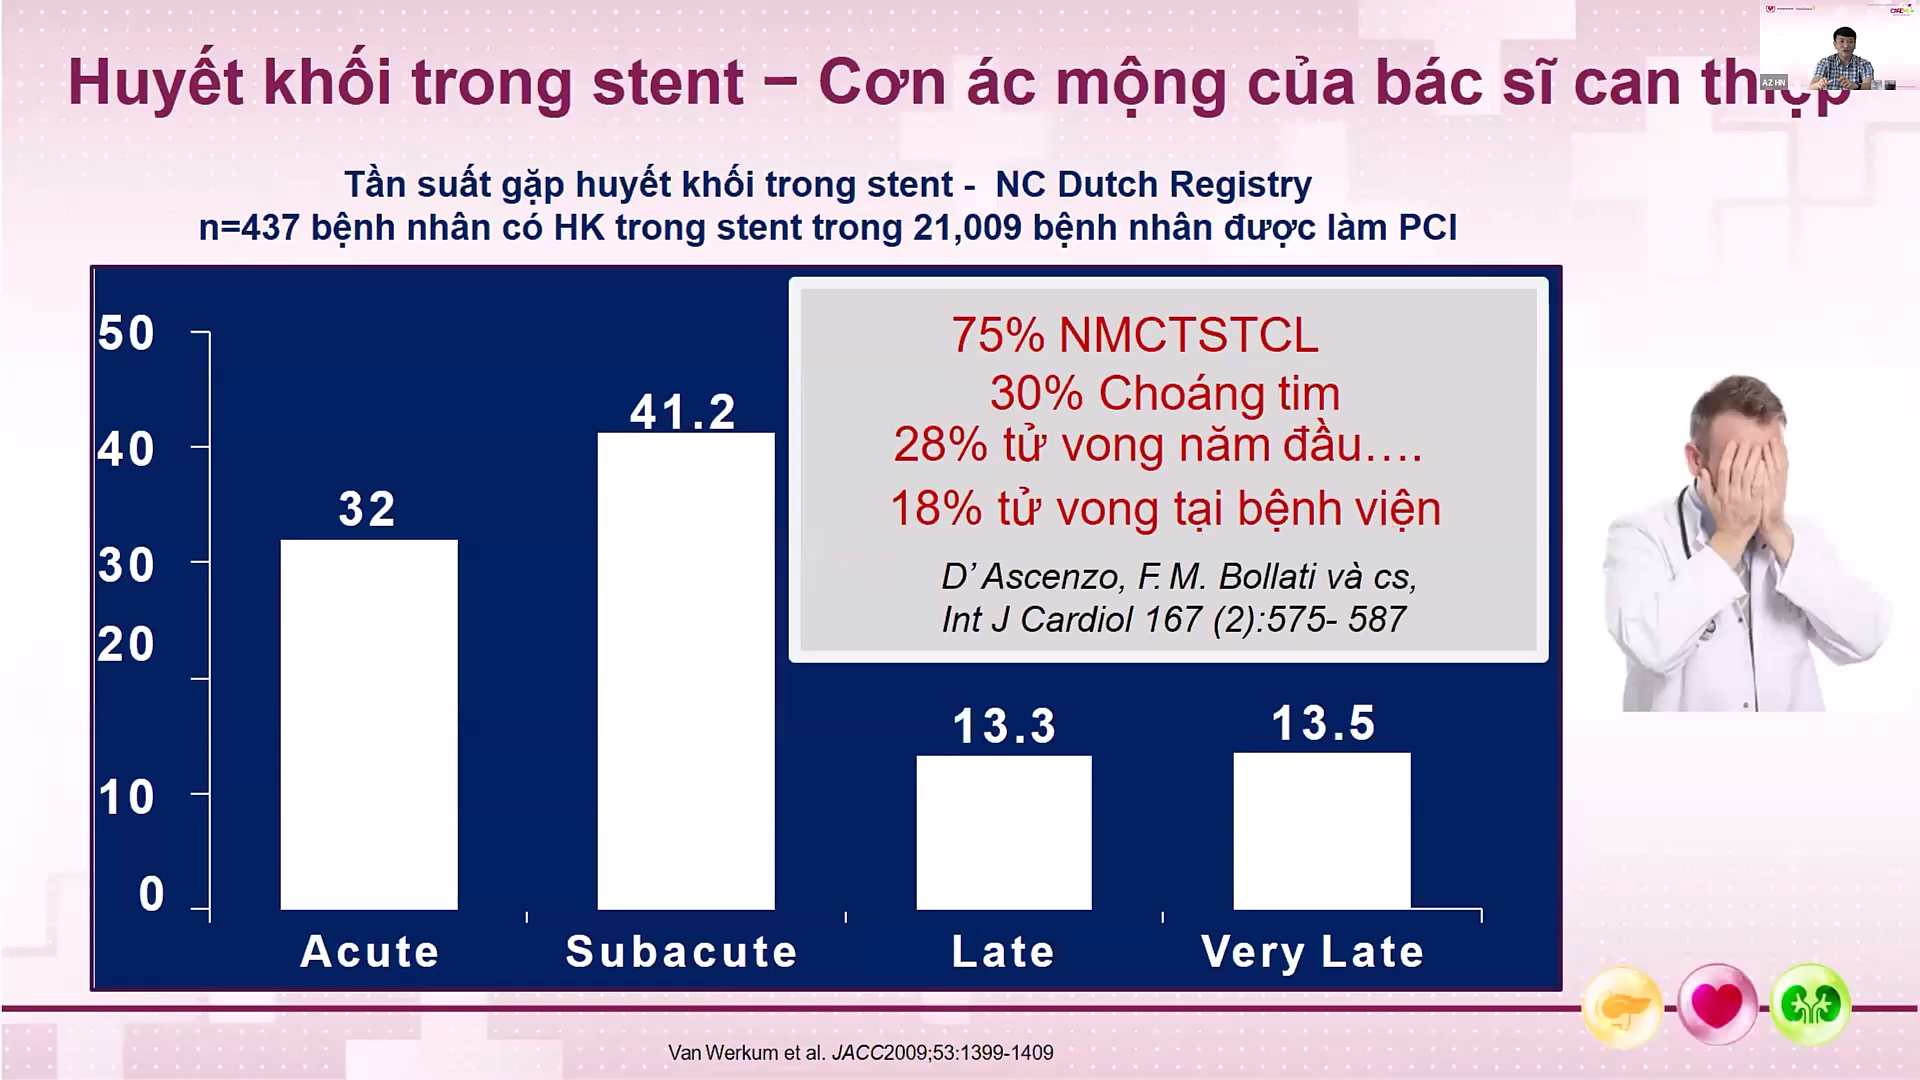 Huyết khối trong stent – Cơn ác mộng của bác sĩ can thiệp
AZ HN
Tần suất gặp huyết khối trong stent - NC Dutch Registry
n=437 bệnh nhân có HK trong stent trong 21,009 bệnh nhân được làm PCI
50
40
30
20
10
0
32
41.2
13.3
13.5
Acute
Subacute
Late
Very Late
75% NMCTSTCL
30% Choáng tim
28% tử vong năm đầu….
18% tử vong tại bệnh viện
D’ Ascenzo, F. M. Bollati và cs,
Int J Cardiol 167 (2):575- 587
Van Werkum et al. JACC2009;53:1399-1409